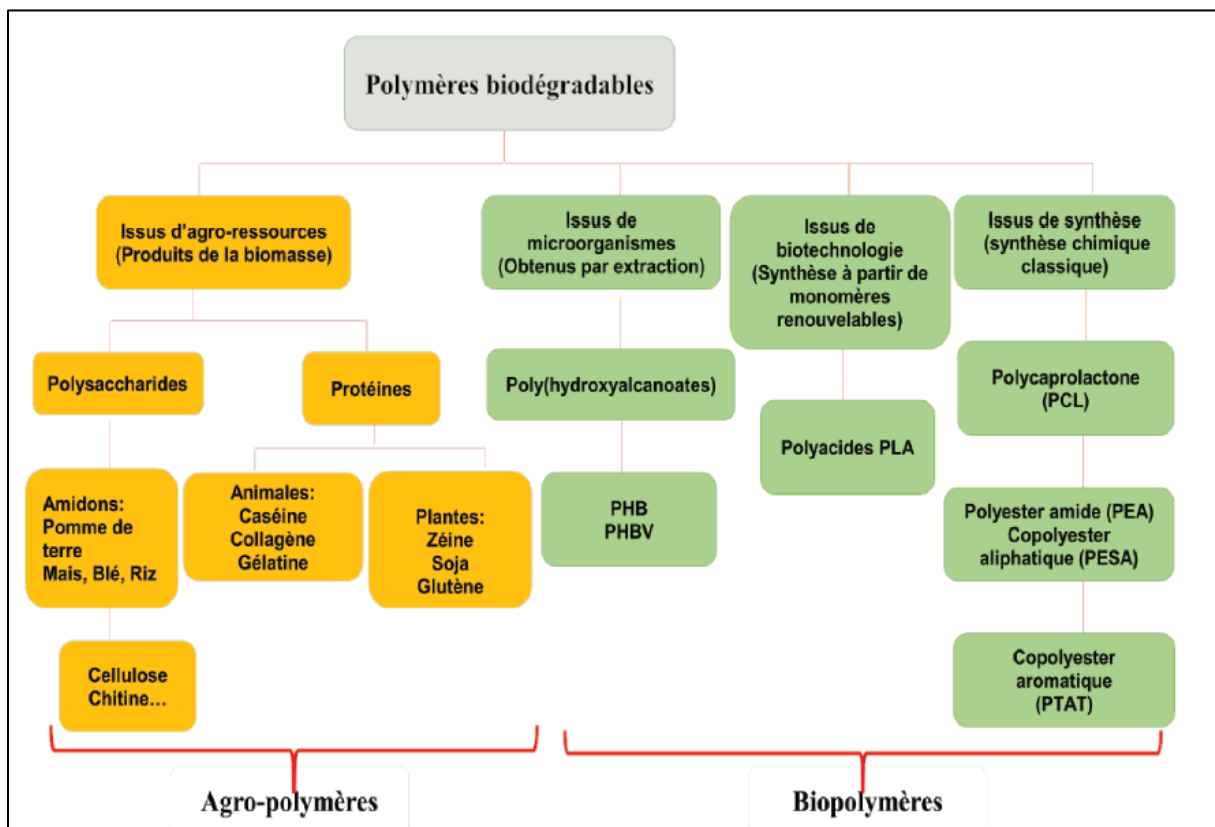 Polymères biodégradables
Issus d'agro-ressources
(Produits de la biomasse)
Issus de
microorganismes
(Obtenus par extraction)
Issus de
biotechnologie
(Synthèse à partir de
monomères
renouvelables)
Issus de synthèse
(synthèse chimique
classique)
Polysaccharides
Protéines
Poly(hydroxyalcanoates)
Polyacides PLA
Polycaprolactone
(PCL)
Amidons:
Pomme de
terre
Mais, Blé, Riz
Animales:
Caséine
Collagène
Gélatine
Plantes:
Zéine
Soja
Glutène
PHB
PHBV
Polyester amide (PEA)
Copolyester
aliphatique (PESA)
Cellulose
Chitine...
Copolyester
aromatique
(PTAT)
Agro-polymères
Biopolymères